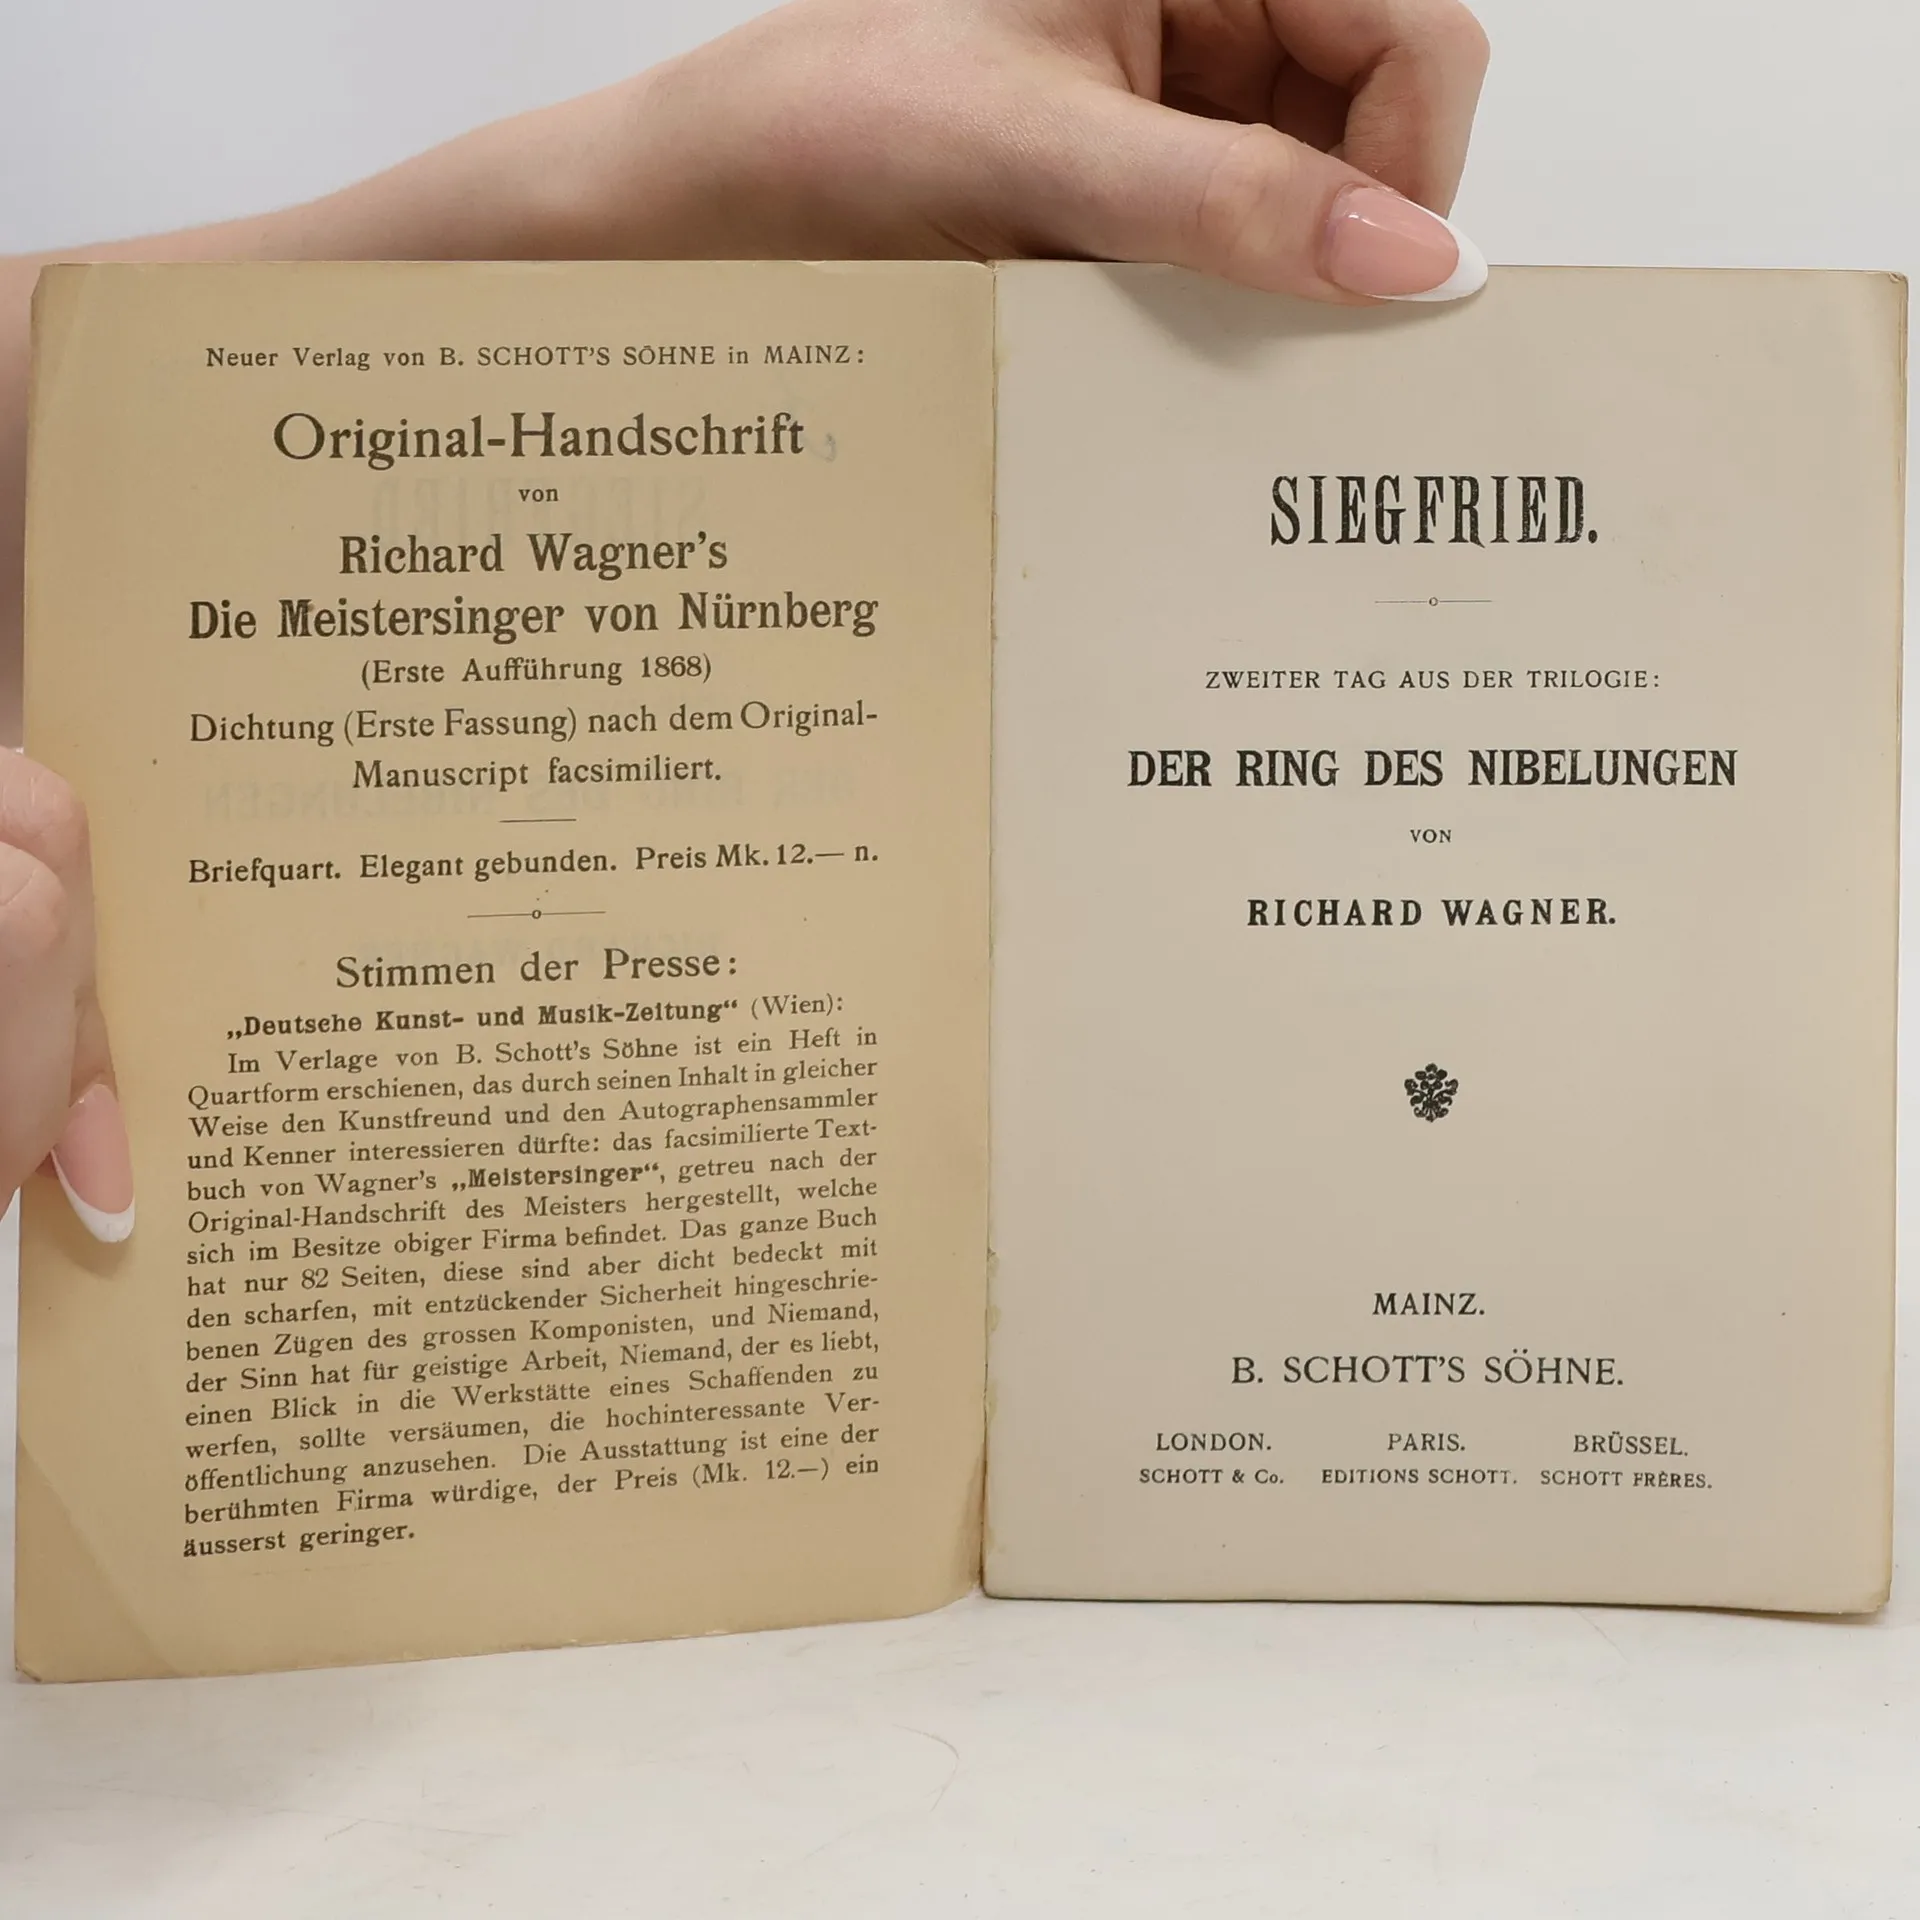 Neuer Verlag von B. SCHOTT'S SÖHNE in MAINZ:
Original-Handschrift
von
Richard Wagner's
Die Meistersinger von Nürnberg
(Erste Aufführung 1868)
Dichtung (Erste Fassung) nach dem Original-
Manuscript facsimiliert.
Briefquart. Elegant gebunden. Preis Mk. 12.— n.
Stimmen der Presse:
„Deutsche Kunst- und Musik-Zeitung“ (Wien):
Im Verlage von B. Schott's Söhne ist ein Heft in
Quartform erschienen, das durch seinen Inhalt in gleicher
Weise den Kunstfreund und den Autographensammler
und Kenner interessieren dürfte: das facsimilierte Text-
buch von Wagner's „Meistersinger“, getreu nach der
Original-Handschrift des Meisters hergestellt, welche
sich im Besitze obiger Firma befindet. Das ganze Buch
hat nur 82 Seiten, diese sind aber dicht bedeckt mit
den scharfen, mit entzückender Sicherheit hingeschrie-
benen Zügen des grossen Komponisten, und Niemand,
der Sinn hat für geistige Arbeit, Niemand, der es liebt,
einen Blick in die Werkstätte eines Schaffenden zu
werfen, sollte versäumen, die hochinteressante Ver-
öffentlichung anzusehen. Die Ausstattung ist eine der
berühmten Firma würdige, der Preis (Mk. 12.—) ein
äusserst geringer.
SIEGFRIED.
ZWEITER TAG AUS DER TRILOGIE:
DER RING DES NIBELUNGEN
VON
RICHARD WAGNER.
MAINZ.
B. SCHOTT'S SÖHNE.
LONDON. PARIS. BRÜSSEL.
SCHOTT & Co. EDITIONS SCHOTT. SCHOTT FRÈRES.